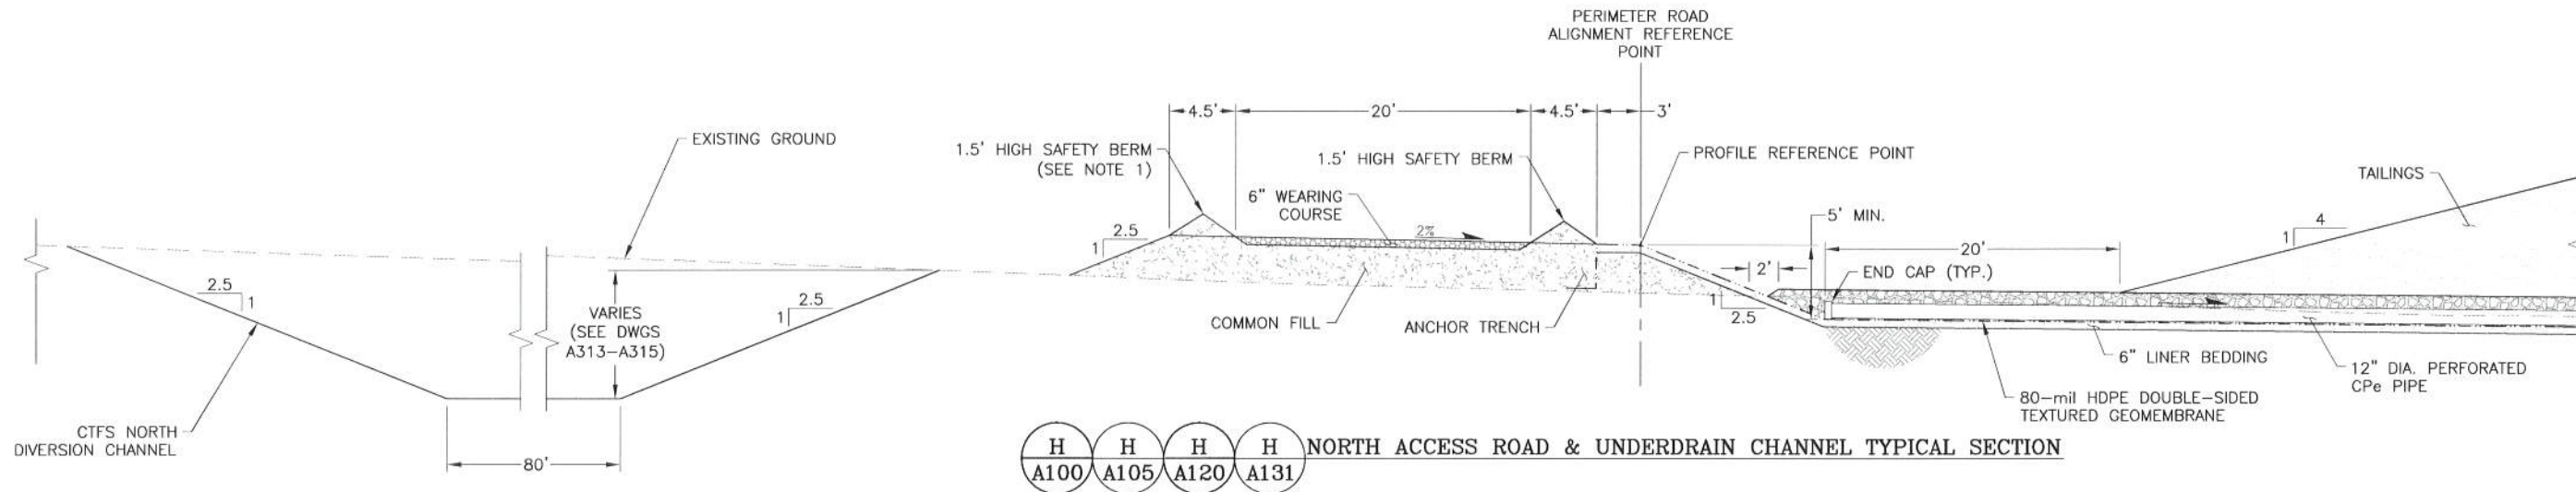 PERIMETER ROAD
ALIGNMENT REFERENCE
POINT
4.5'
20'
4.5'
3'
EXISTING GROUND
1.5' HIGH SAFETY BERM
(SEE NOTE 1)
1.5' HIGH SAFETY BERM
PROFILE REFERENCE POINT
6" WEARING
COURSE
TAILINGS
5' MIN.
2.5
1
2%
4
1
20'
2'
END CAP (TYP.)
2.5
1
VARIES
(SEE DWGS
A313-A315)
2.5
1
COMMON FILL
ANCHOR TRENCH
1
2.5
6" LINER BEDDING
12" DIA. PERFORATED
CPe PIPE
80-mil HDPE DOUBLE-SIDED
TEXTURED GEOMEMBRANE
CTFS NORTH
DIVERSION CHANNEL
80'
H H H H NORTH ACCESS ROAD & UNDERDRAIN CHANNEL TYPICAL SECTION
A100 A105 A120 A131